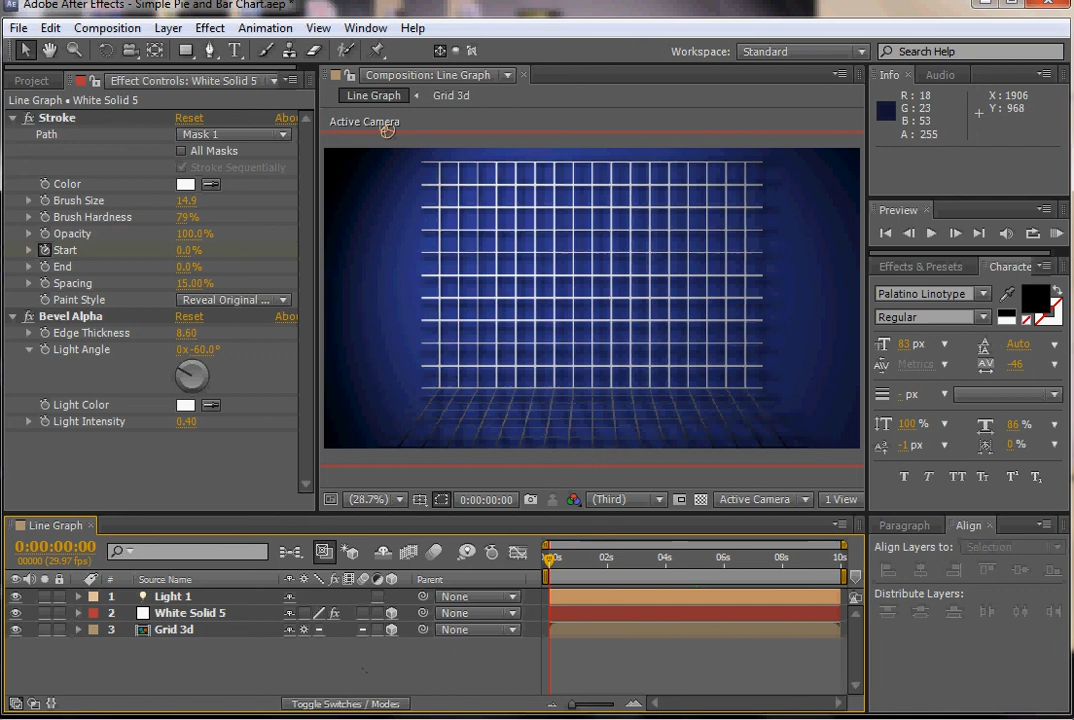 Adobe After Effects - Simple Pie and Bar Chart.aep *
File Edit Composition Layer Effect Animation View Window Help
Workspace: Standard Search Help
Project Effect Controls: White Solid 5
Line Graph • White Solid 5
fx Stroke Reset Abou
Path Mask 1
All Masks
Stroke Sequentially
Color
Brush Size 14.9
Brush Hardness 79%
Opacity 100.0%
Start 0.0%
End 0.0%
Spacing 15.00%
Paint Style Reveal Original ...
fx Bevel Alpha Reset Abou
Edge Thickness 8.60
Light Angle 0x-60.0°
Light Color
Light Intensity 0.40
Composition: Line Graph
Line Graph Grid 3d
Active Camera
(28.7%) 0:00:00:00 (Third) Active Camera 1 View
Info Audio
R: 18 X: 1906
G: 23 Y: 968
B: 53
A: 255
Preview
Effects & Presets Characte
Palatino Linotype
Regular
83 px Auto
Metrics -46
- px
100 % 86 %
-1 px 0 %
T T TT Tr T¹ T₁
Paragraph Align
Align Layers to: Selection
Distribute Layers:
Line Graph
0:00:00:00
00000 (29.97 fps)
00s 02s 04s 06s 08s 10s
# Source Name Parent
1 Light 1 None
2 White Solid 5 fx None
3 Grid 3d None
Toggle Switches / Modes